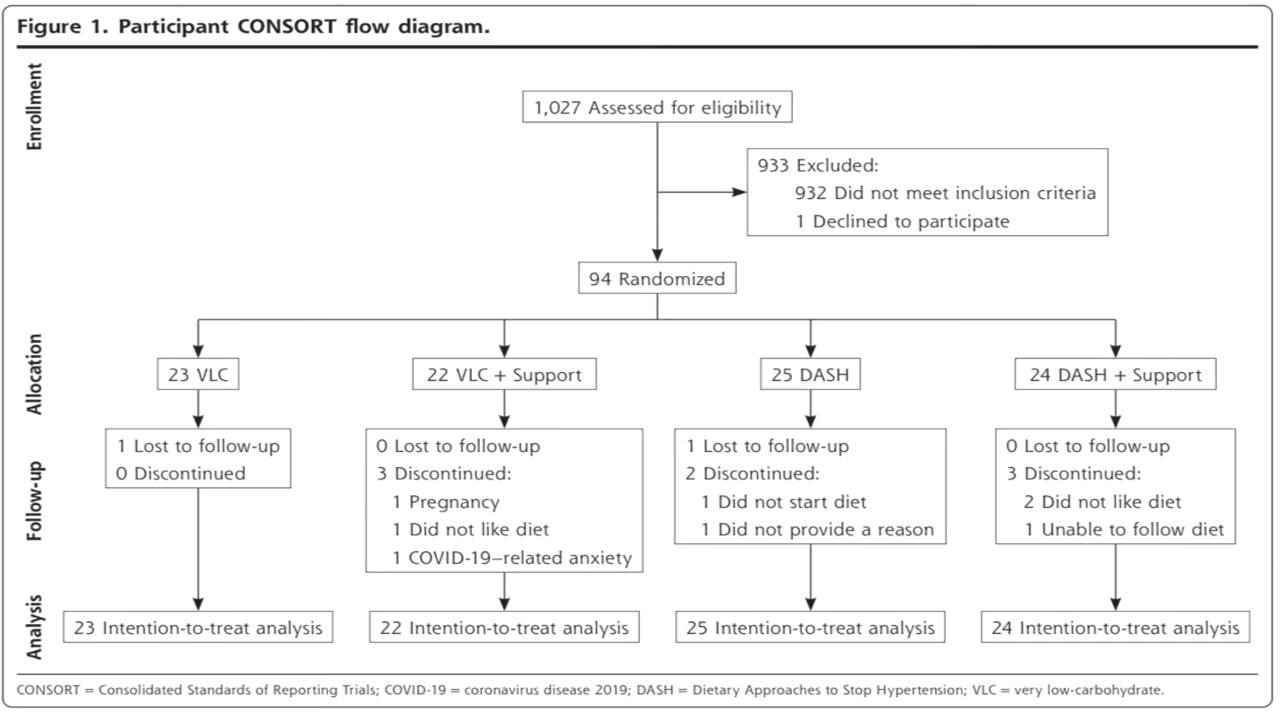 Figure 1. Participant CONSORT flow diagram.
Enrollment
1,027 Assessed for eligibility
933 Excluded:
932 Did not meet inclusion criteria
1 Declined to participate
94 Randomized
Allocation
23 VLC
22 VLC + Support
25 DASH
24 DASH + Support
Follow-up
1 Lost to follow-up
0 Discontinued
0 Lost to follow-up
3 Discontinued:
1 Pregnancy
1 Did not like diet
1 COVID-19–related anxiety
1 Lost to follow-up
2 Discontinued:
1 Did not start diet
1 Did not provide a reason
0 Lost to follow-up
3 Discontinued:
2 Did not like diet
1 Unable to follow diet
Analysis
23 Intention-to-treat analysis
22 Intention-to-treat analysis
25 Intention-to-treat analysis
24 Intention-to-treat analysis
CONSORT = Consolidated Standards of Reporting Trials; COVID-19 = coronavirus disease 2019; DASH = Dietary Approaches to Stop Hypertension; VLC = very low-carbohydrate.